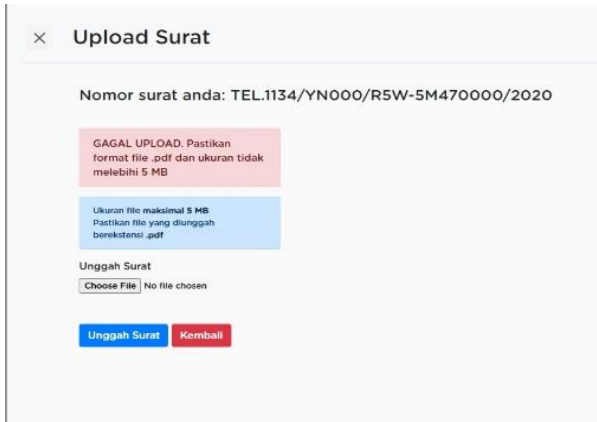 × Upload Surat
Nomor surat anda: TEL.1134/YN000/R5W-5M470000/2020
GAGAL UPLOAD. Pastikan
format file .pdf dan ukuran tidak
melebihi 5 MB
Ukuran file maksimal 5 MB
Pastikan file yang diunggah
berekstensi .pdf
Unggah Surat
Choose File No file chosen
Unggah Surat Kembali